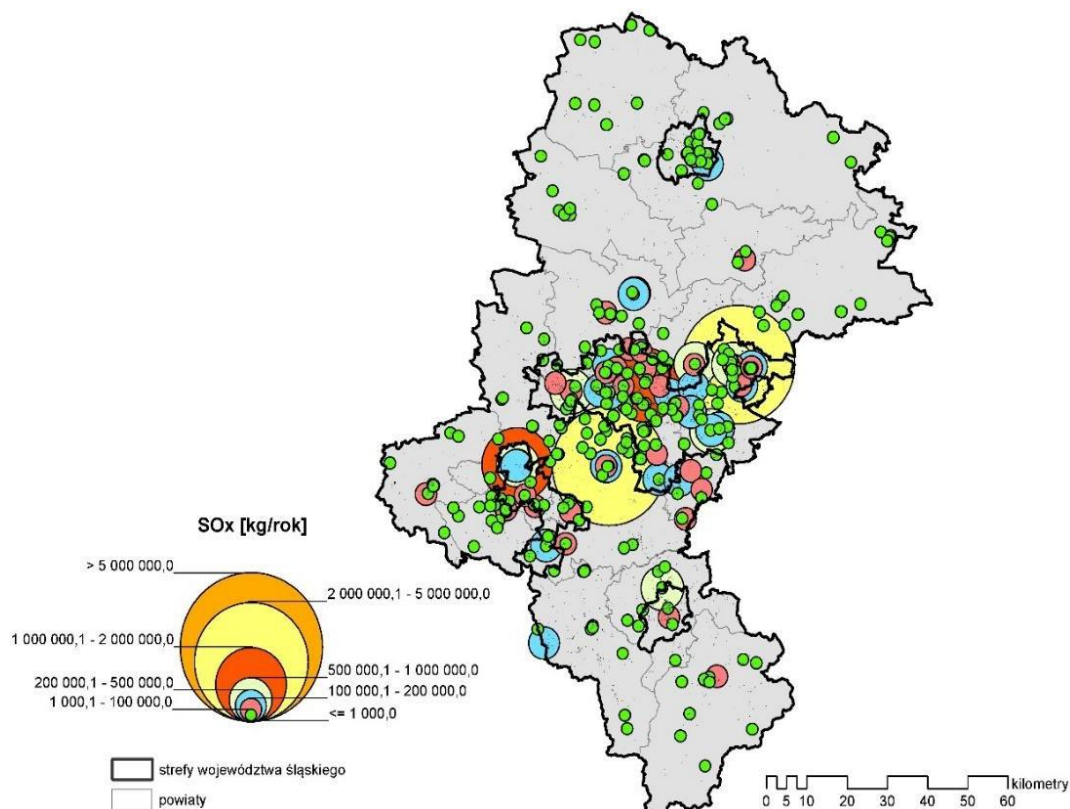 SOx [kg/rok]
> 5 000 000,0
2 000 000,1 - 5 000 000,0
1 000 000,1 - 2 000 000,0
500 000,1 - 1 000 000,0
200 000,1 - 500 000,0
100 000,1 - 200 000,0
1 000,1 - 100 000,0
<= 1 000,0
strefy województwa śląskiego
powiaty
kilometry
0 5 10 20 30 40 50 60